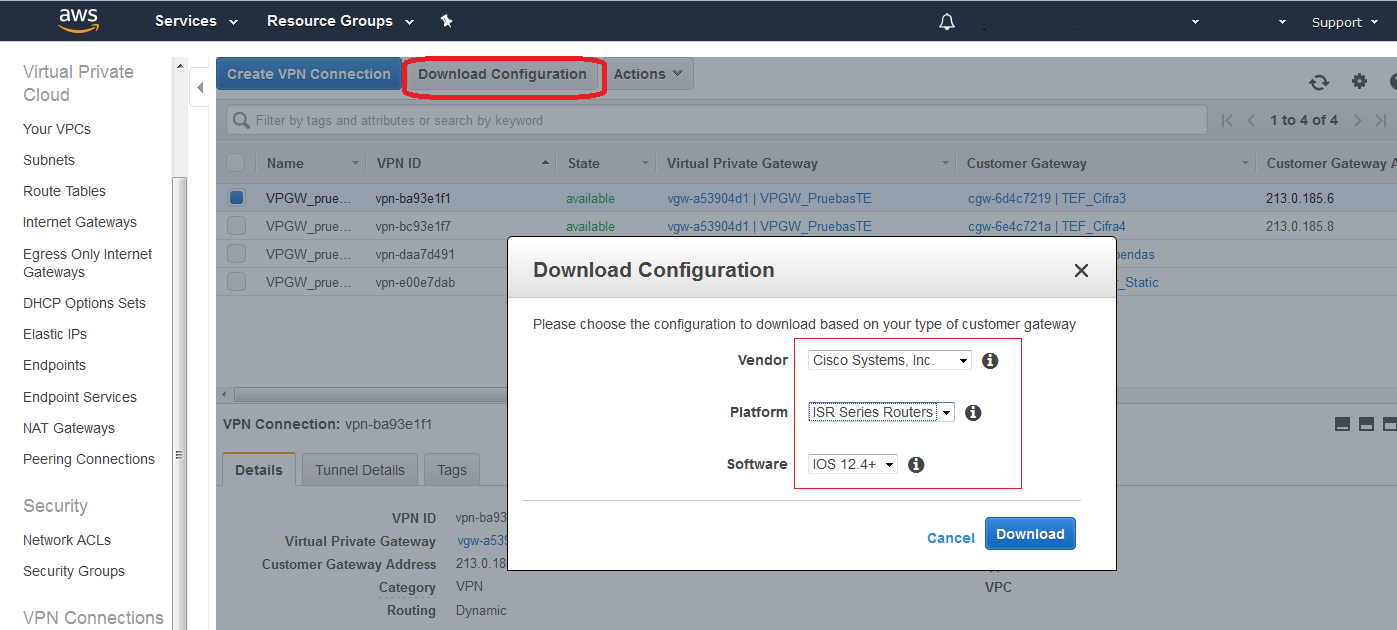 aws Services Resource Groups Support
Virtual Private
Cloud
Your VPCs
Subnets
Route Tables
Internet Gateways
Egress Only Internet
Gateways
DHCP Options Sets
Elastic IPs
Endpoints
Endpoint Services
NAT Gateways
Peering Connections
Security
Network ACLs
Security Groups
VPN Connections
Create VPN Connection Download Configuration Actions
Filter by tags and attributes or search by keyword 1 to 4 of 4
Name VPN ID State Virtual Private Gateway Customer Gateway Customer Gateway A
VPGW_prue... vpn-ba93e1f1 available vgw-a53904d1 | VPGW_PruebasTE cgw-6d4c7219 | TEF_Cifra3 213.0.185.6
VPGW_prue... vpn-bc93e1f7 available vgw-a53904d1 | VPGW_PruebasTE cgw-6e4c721a | TEF_Cifra4 213.0.185.8
VPGW_prue... vpn-daa7d491 pendas
VPGW_prue... vpn-e00e7dab _Static
Download Configuration
Please choose the configuration to download based on your type of customer gateway
Vendor Cisco Systems, Inc.
Platform ISR Series Routers
Software IOS 12.4+
Cancel Download
VPN Connection: vpn-ba93e1f1
Details Tunnel Details Tags
VPN ID vpn-ba93
Virtual Private Gateway vgw-a539
Customer Gateway Address 213.0.18
Category VPN VPC
Routing Dynamic